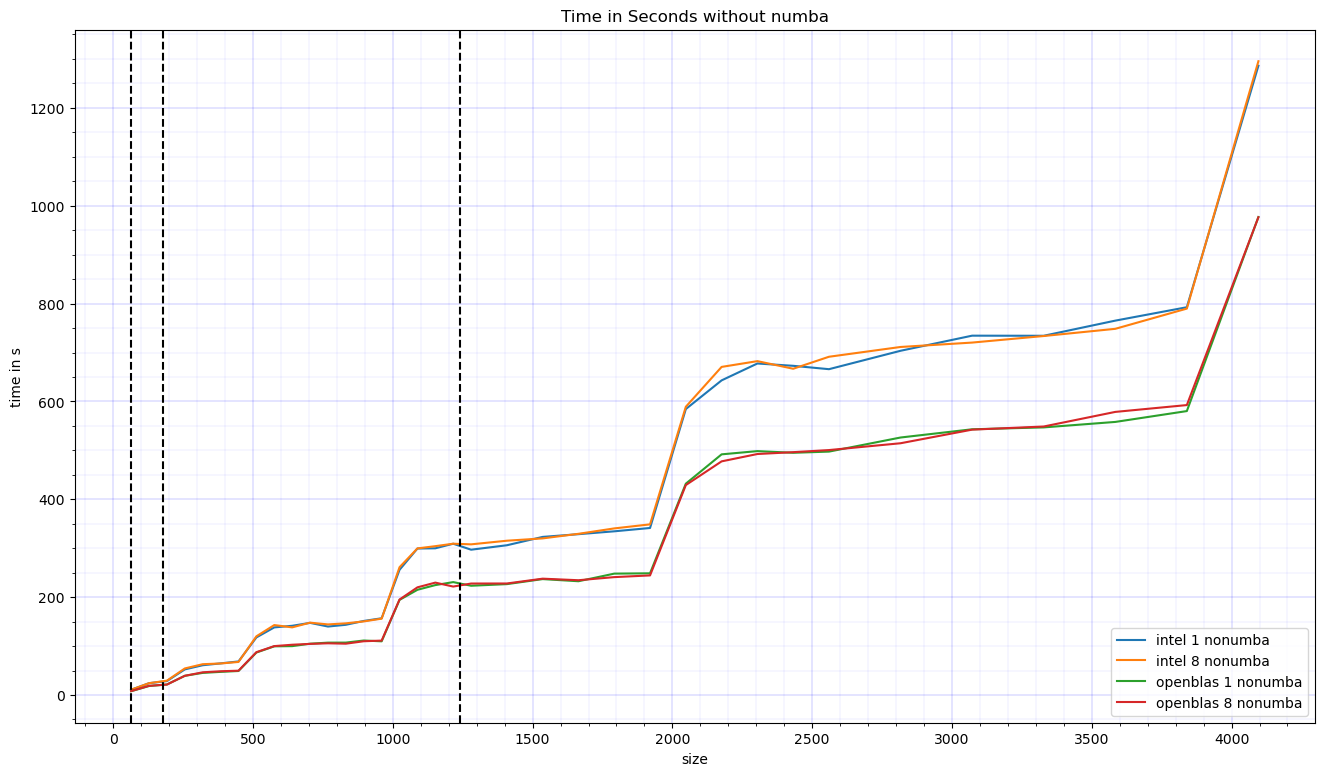 Time in Seconds without numba
time in s
1200
1000
800
600
400
200
0
0 500 1000 1500 2000 2500 3000 3500 4000
size
intel 1 nonumba
intel 8 nonumba
openblas 1 nonumba
openblas 8 nonumba